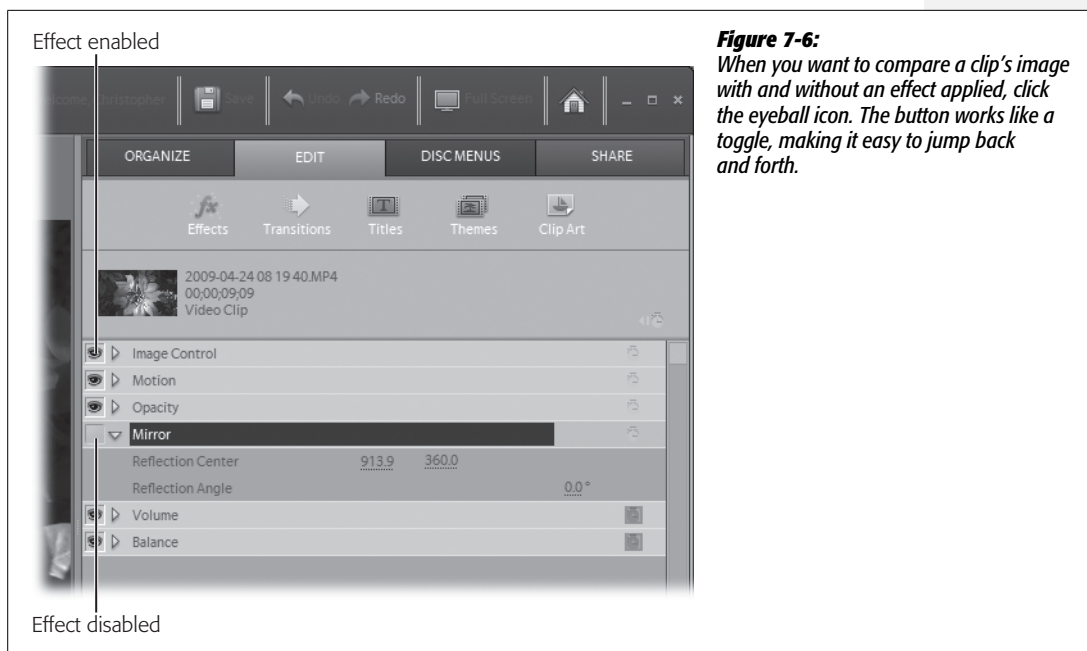 Effect enabled
Figure 7-6:
When you want to compare a clip's image
with and without an effect applied, click
the eyeball icon. The button works like a
toggle, making it easy to jump back
and forth.
elcome, Christopher
Save
Undo
Redo
Full Screen
ORGANIZE
EDIT
DISC MENUS
SHARE
fx
T
Effects
Transitions
Titles
Themes
Clip Art
2009-04-24 08 19 40.MP4
00;00;09;09
Video Clip
Image Control
Motion
Opacity
Mirror
Reflection Center 913.9 360.0
Reflection Angle 0.0°
Volume
Balance
Effect disabled